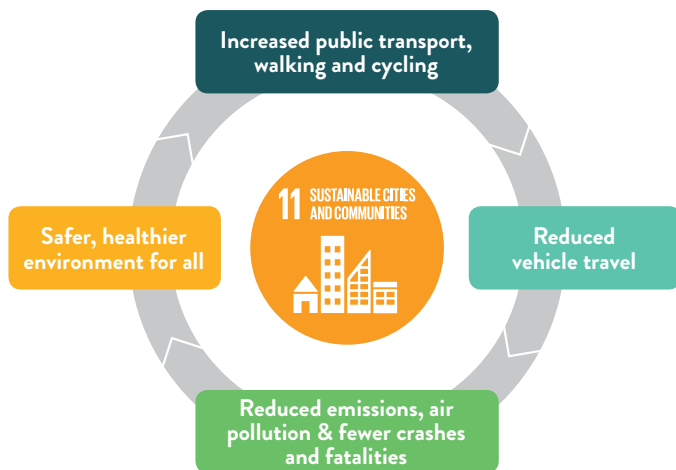 Increased public transport,
walking and cycling
11 SUSTAINABLE CITIES
AND COMMUNITIES
Safer, healthier
environment for all
Reduced
vehicle travel
Reduced emissions, air
pollution & fewer crashes
and fatalities